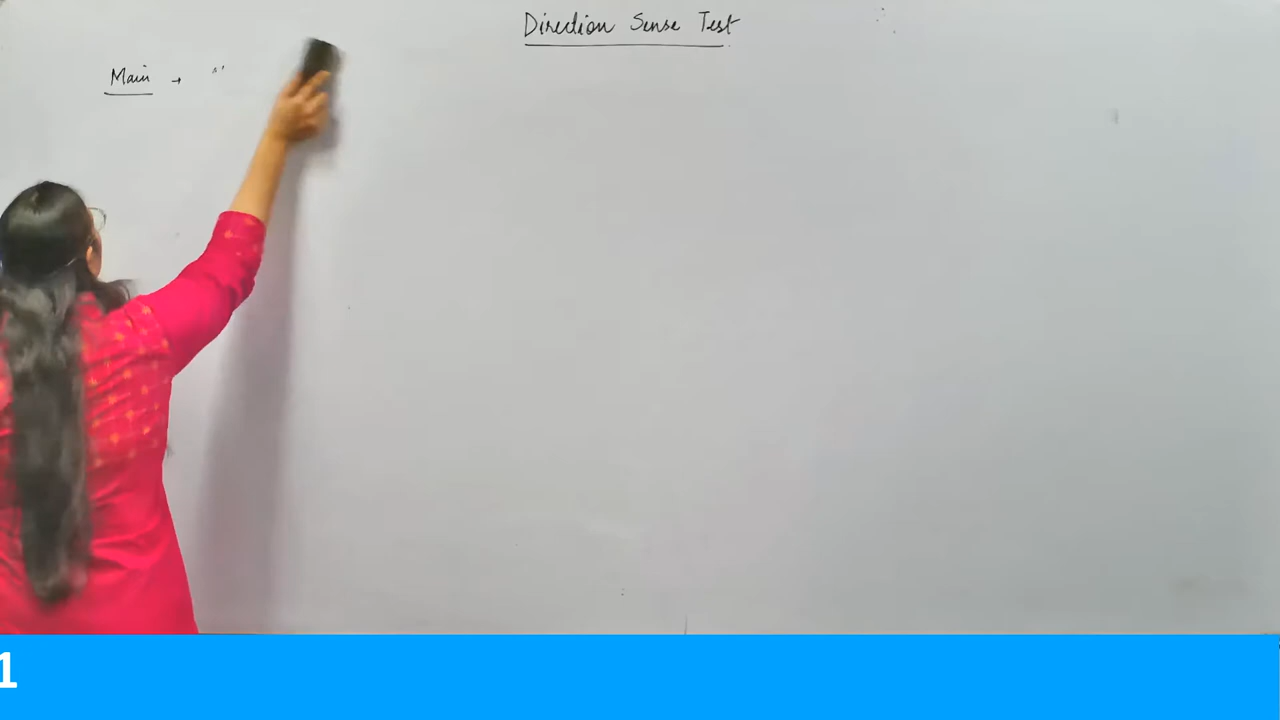 Direction Sense Test
Main →
1